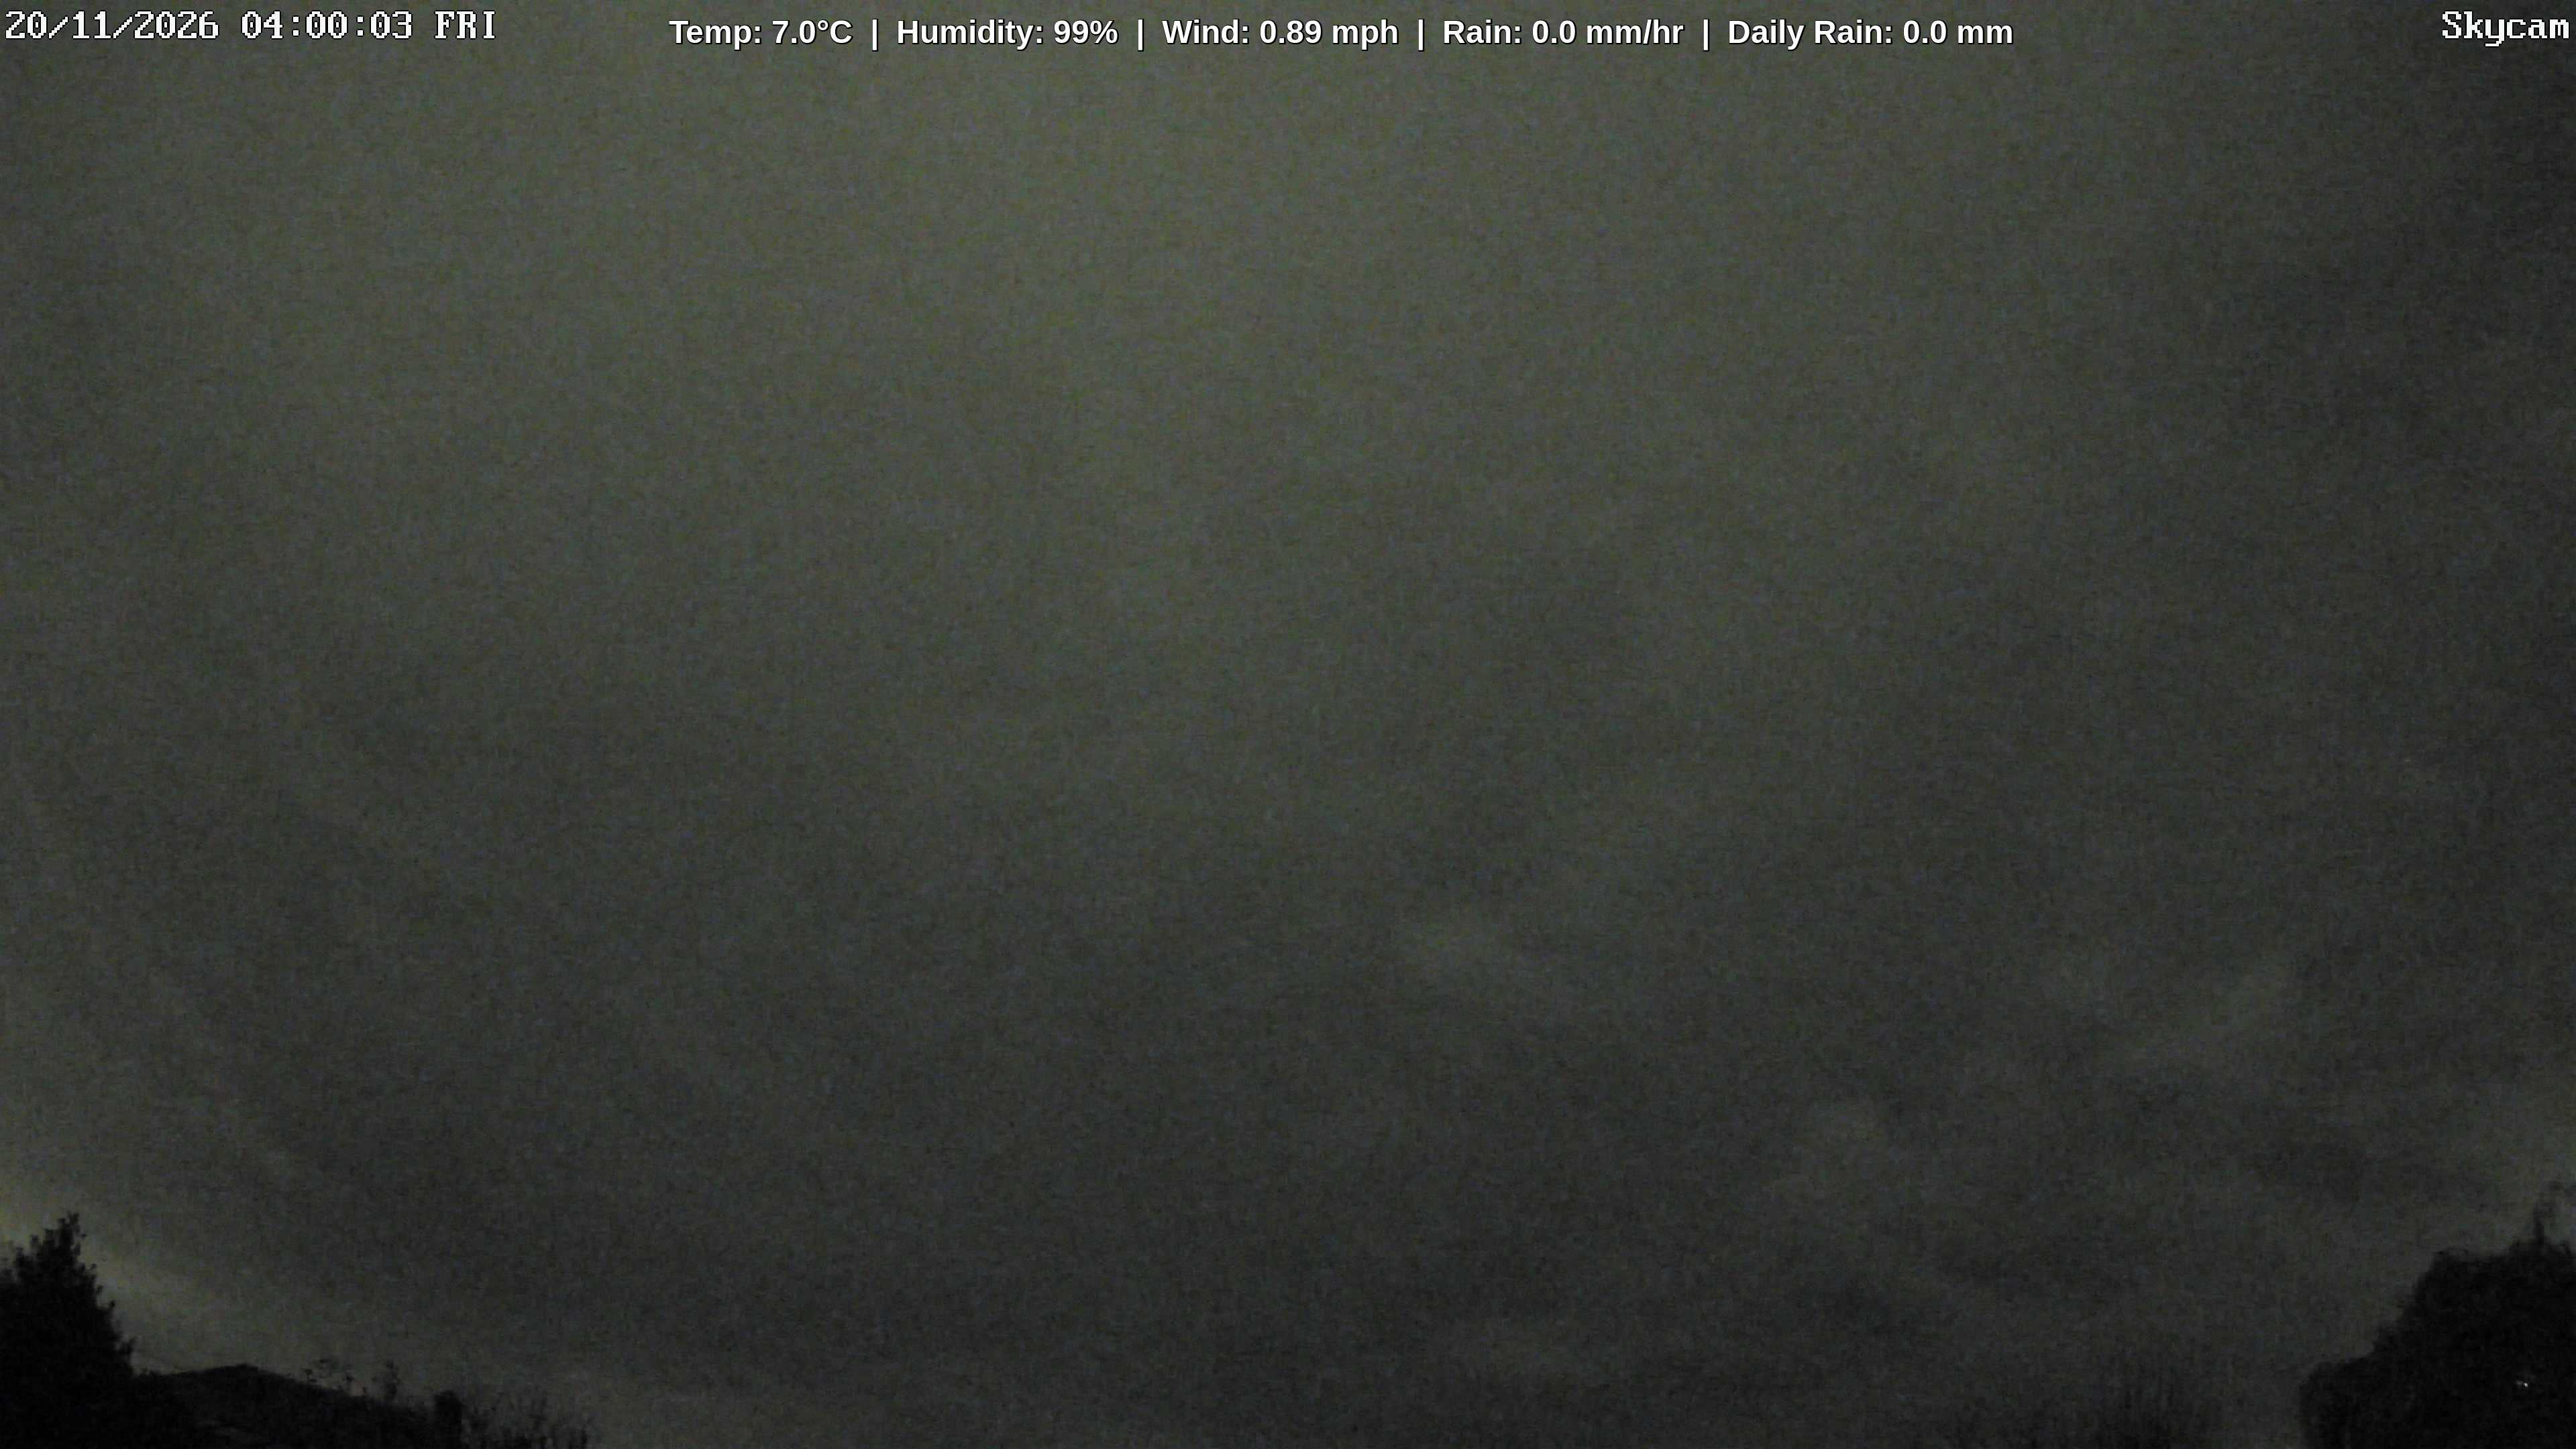 20/11/2026 04:00:03 FRI
Temp: 7.0°C | Humidity: 99% | Wind: 0.89 mph | Rain: 0.0 mm/hr | Daily Rain: 0.0 mm
Skycam